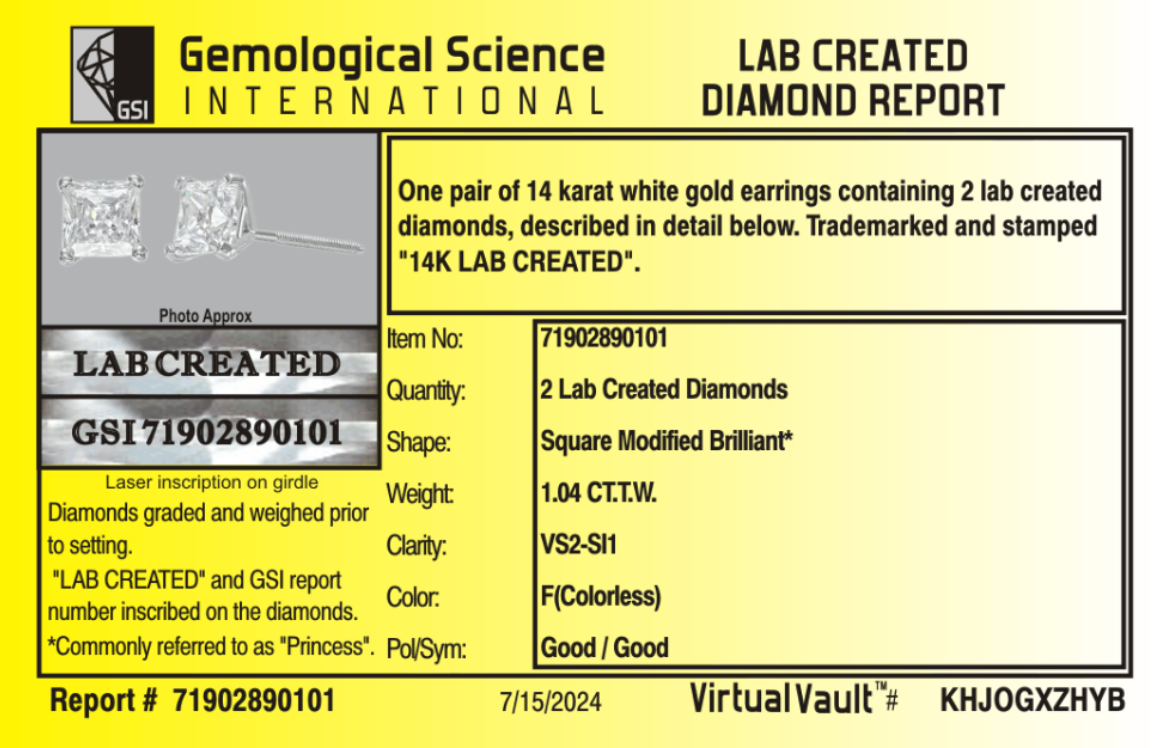 GSI
Gemological Science
INTERNATIONAL
LAB CREATED
DIAMOND REPORT
Photo Approx
LAB CREATED
GSI 71902890101
Laser inscription on girdle
Diamonds graded and weighed prior
to setting.
"LAB CREATED" and GSI report
number inscribed on the diamonds.
*Commonly referred to as "Princess".
One pair of 14 karat white gold earrings containing 2 lab created
diamonds, described in detail below. Trademarked and stamped
"14K LAB CREATED".
Item No: 71902890101
Quantity: 2 Lab Created Diamonds
Shape: Square Modified Brilliant*
Weight: 1.04 CT.T.W.
Clarity: VS2-SI1
Color: F(Colorless)
Pol/Sym: Good / Good
Report # 71902890101 7/15/2024 VirtualVault™# KHJOGXZHYB